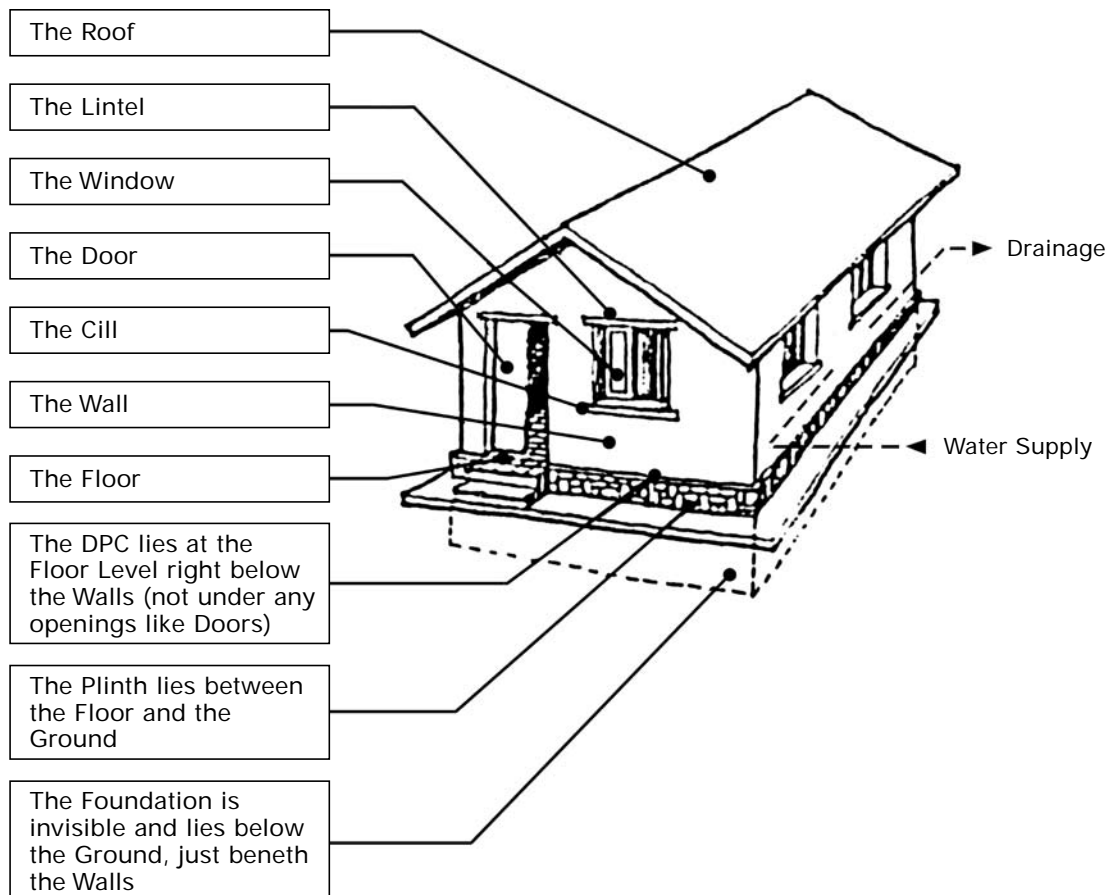 The Roof
The Lintel
The Window
The Door
The Cill
The Wall
The Floor
The DPC lies at the
Floor Level right below
the Walls (not under any
openings like Doors)
The Plinth lies between
the Floor and the
Ground
The Foundation is
invisible and lies below
the Ground, just beneth
the Walls
Drainage
Water Supply